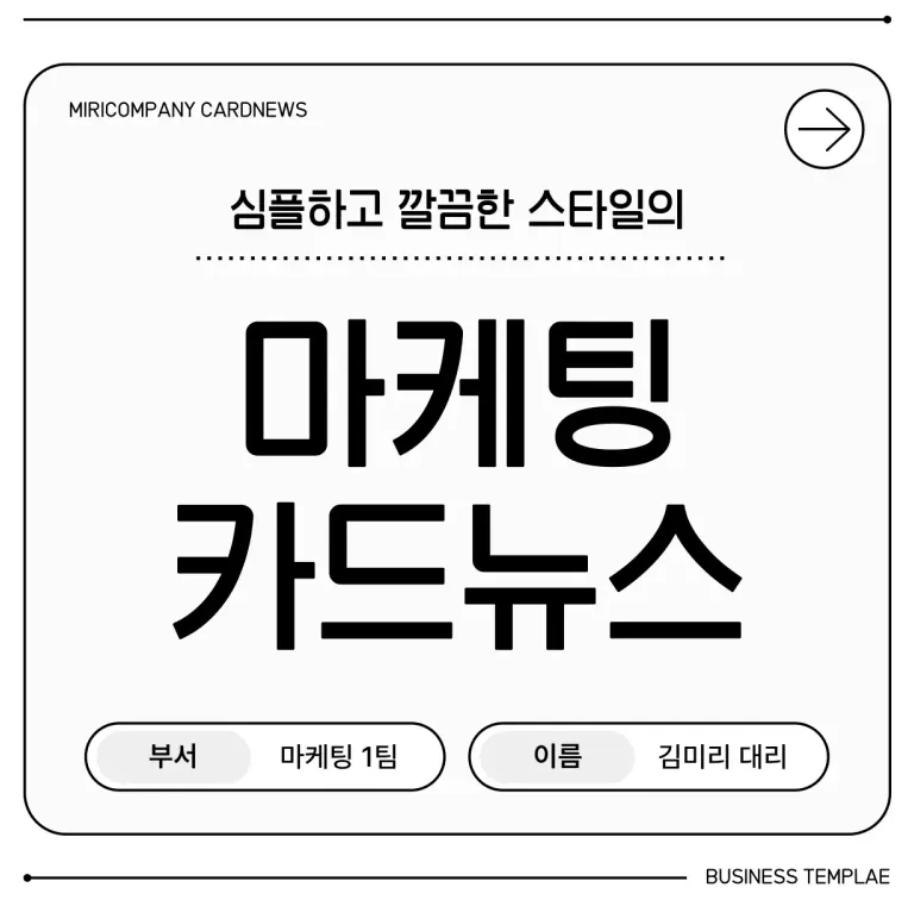 MIRICOMPANY CARDNEWS
심플하고 깔끔한 스타일의
마케팅
카드뉴스
부서 마케팅 1팀
이름 김미리 대리
BUSINESS TEMPLAE